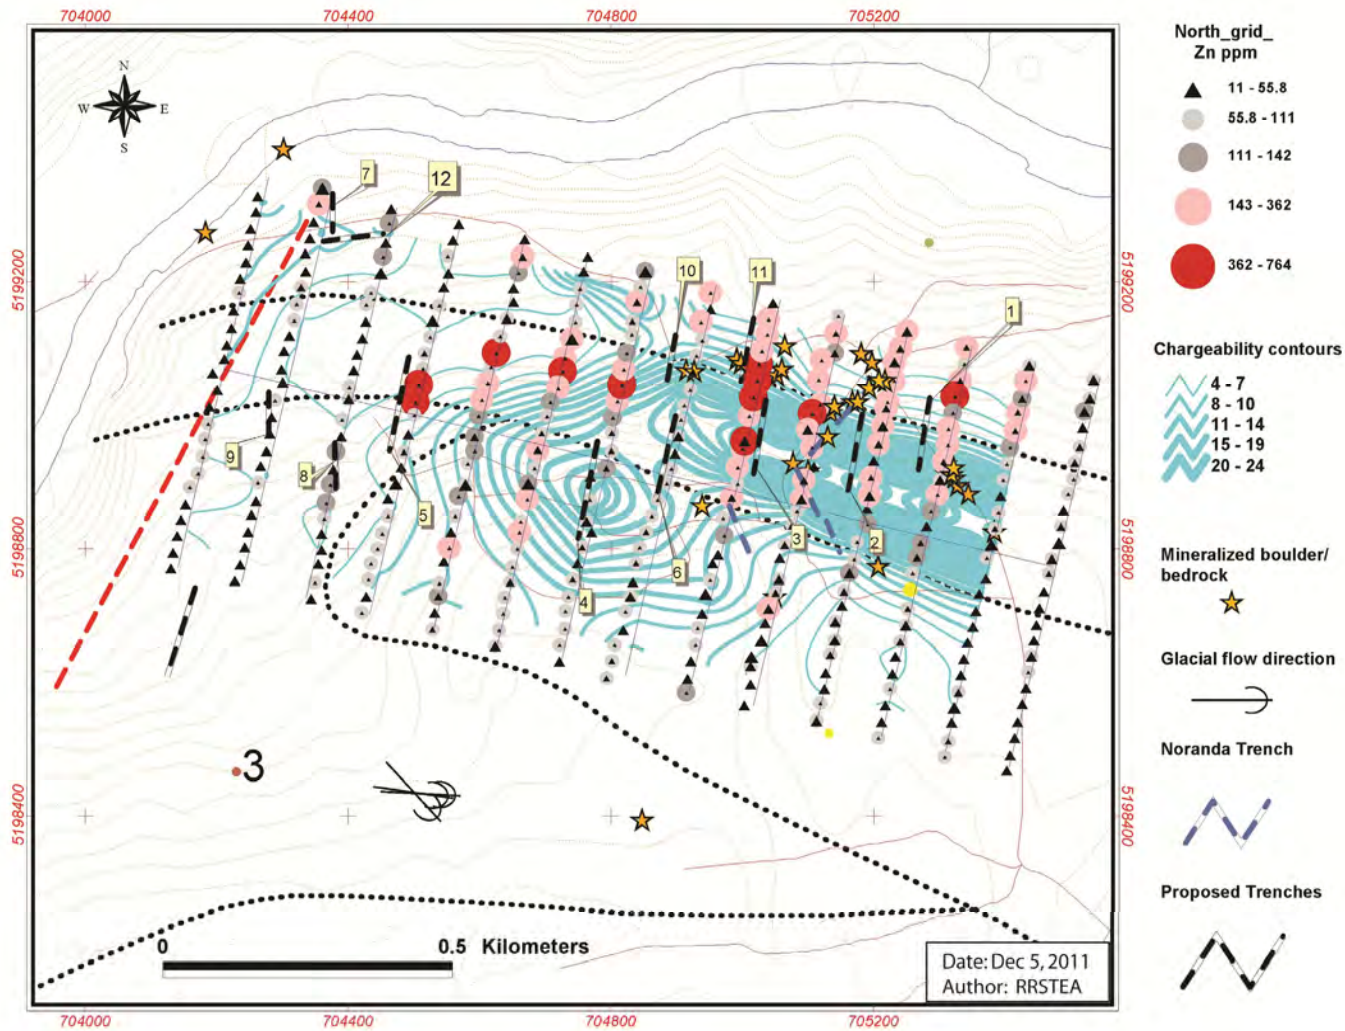 704000 704400 704800 705200
North_grid_
Zn ppm
11 - 55.8
55.8 - 111
111 - 142
143 - 362
362 - 764
Chargeability contours
4 - 7
8 - 10
11 - 14
15 - 19
20 - 24
Mineralized boulder/
bedrock
Glacial flow direction
Noranda Trench
Proposed Trenches
N
W E
S
7
12
10
11
1
5199200
5199200
9
8
5
3
2
6
4
5198800
5198800
3
5198400
5198400
0 0.5 Kilometers
Date: Dec 5, 2011
Author: RRSTEA
704000 704400 704800 705200